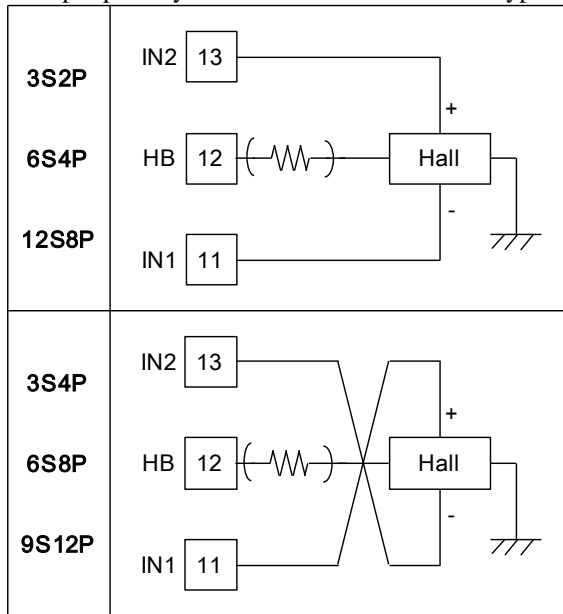 3S2P
6S4P
12S8P
IN2 13
+
HB 12 Hall
-
IN1 11
3S4P
6S8P
9S12P
IN2 13
+
HB 12 Hall
-
IN1 11